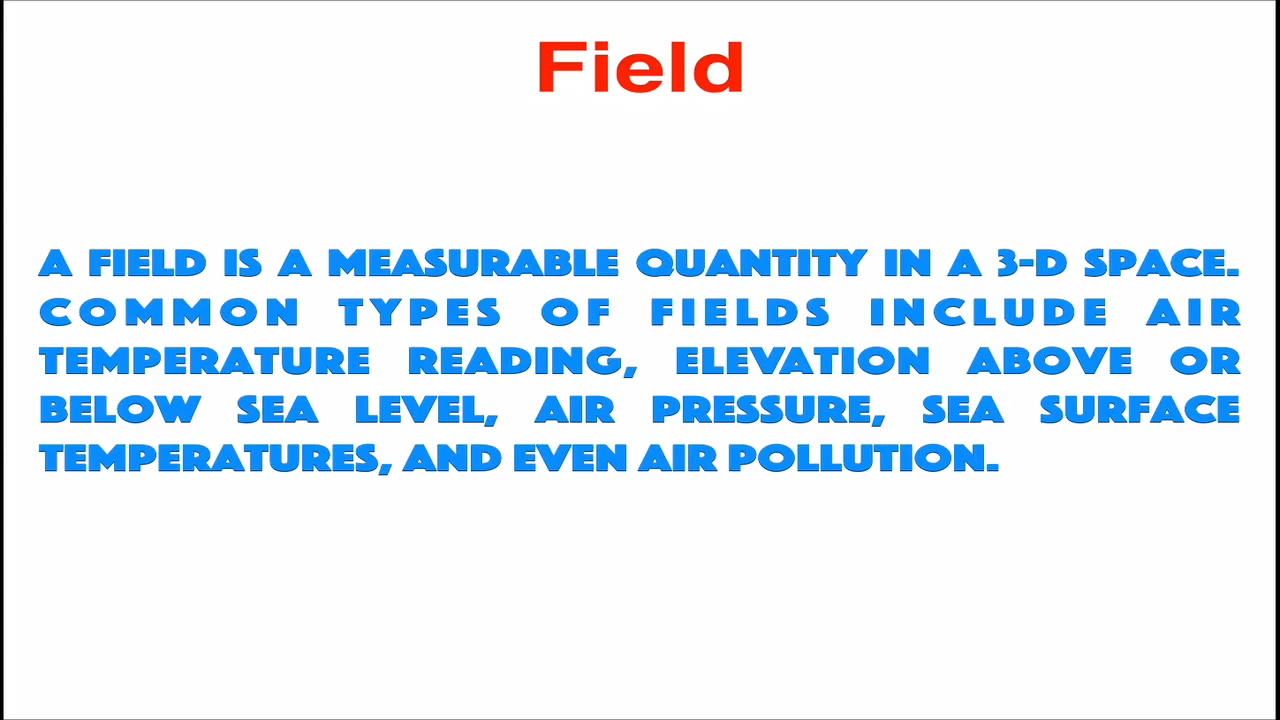 Field
A FIELD IS A MEASURABLE QUANTITY IN A 3-D SPACE.
COMMON TYPES OF FIELDS INCLUDE AIR
TEMPERATURE READING, ELEVATION ABOVE OR
BELOW SEA LEVEL, AIR PRESSURE, SEA SURFACE
TEMPERATURES, AND EVEN AIR POLLUTION.